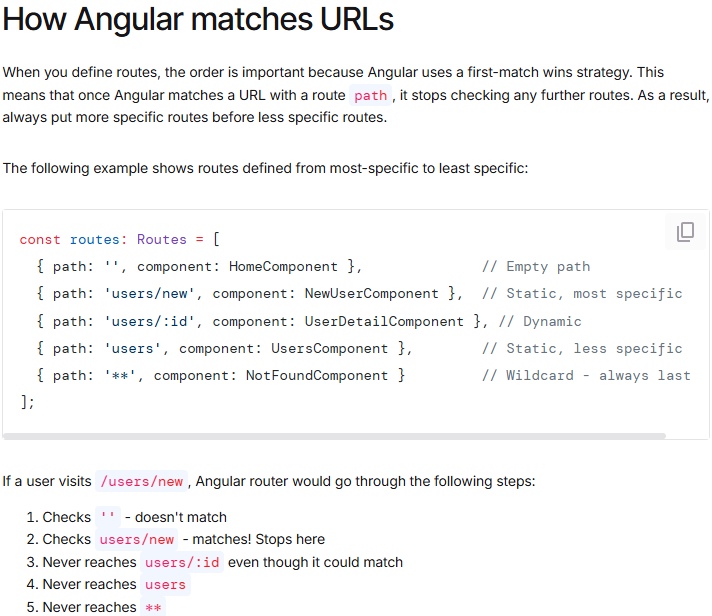 How Angular matches URLs
When you define routes, the order is important because Angular uses a first-match wins strategy. This
means that once Angular matches a URL with a route path , it stops checking any further routes. As a result,
always put more specific routes before less specific routes.
The following example shows routes defined from most-specific to least specific:
const routes: Routes = [
  { path: '', component: HomeComponent },               // Empty path
  { path: 'users/new', component: NewUserComponent },  // Static, most specific
  { path: 'users/:id', component: UserDetailComponent }, // Dynamic
  { path: 'users', component: UsersComponent },         // Static, less specific
  { path: '**', component: NotFoundComponent }          // Wildcard - always last
];
If a user visits /users/new , Angular router would go through the following steps:
1. Checks '' - doesn't match
2. Checks users/new - matches! Stops here
3. Never reaches users/:id even though it could match
4. Never reaches users
5. Never reaches **